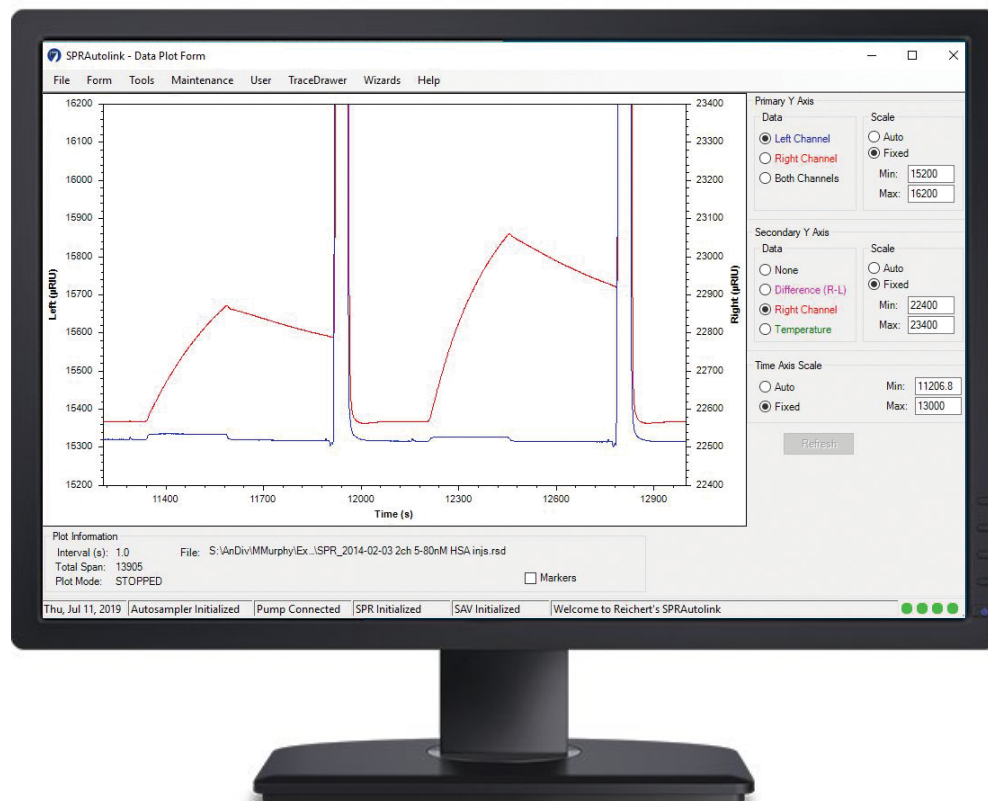 SPRAutolink - Data Plot Form
File Form Tools Maintenance User TraceDrawer Wizards Help
16200
16100
16000
15900
15800
15700
15600
15500
15400
15300
15200
Left (µRIU)
23400
23300
23200
23100
23000
22900
22800
22700
22600
22500
22400
Right (µRIU)
11400 11700 12000 12300 12600 12900
Time (s)
Primary Y Axis
Data
Left Channel
Right Channel
Both Channels
Scale
Auto
Fixed
Min: 15200
Max: 16200
Secondary Y Axis
Data
None
Difference (R-L)
Right Channel
Temperature
Scale
Auto
Fixed
Min: 22400
Max: 23400
Time Axis Scale
Auto
Fixed
Min: 11206.8
Max: 13000
Refresh
Plot Information
Interval (s): 1.0 File: S:\AnDiv\MMurphy\Ex...\SPR_2014-02-03 2ch 5-80nM HSA injs.rsd
Total Span: 13905
Plot Mode: STOPPED
Markers
Thu, Jul 11, 2019 Autosampler Initialized Pump Connected SPR Initialized SAV Initialized Welcome to Reichert's SPRAutolink